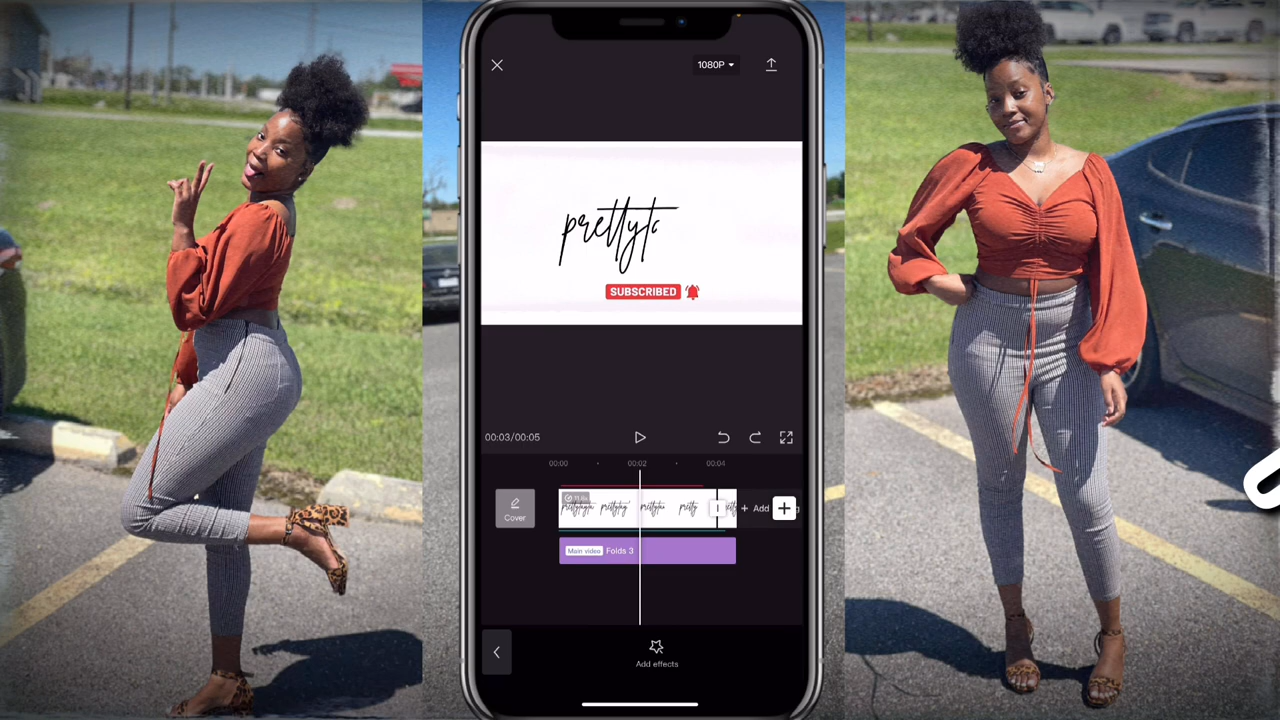 1080P
prettyto
SUBSCRIBED
00:03/00:05
00:00
00:02
00:04
Cover
+ Add
Main video Folds 3
Add effects